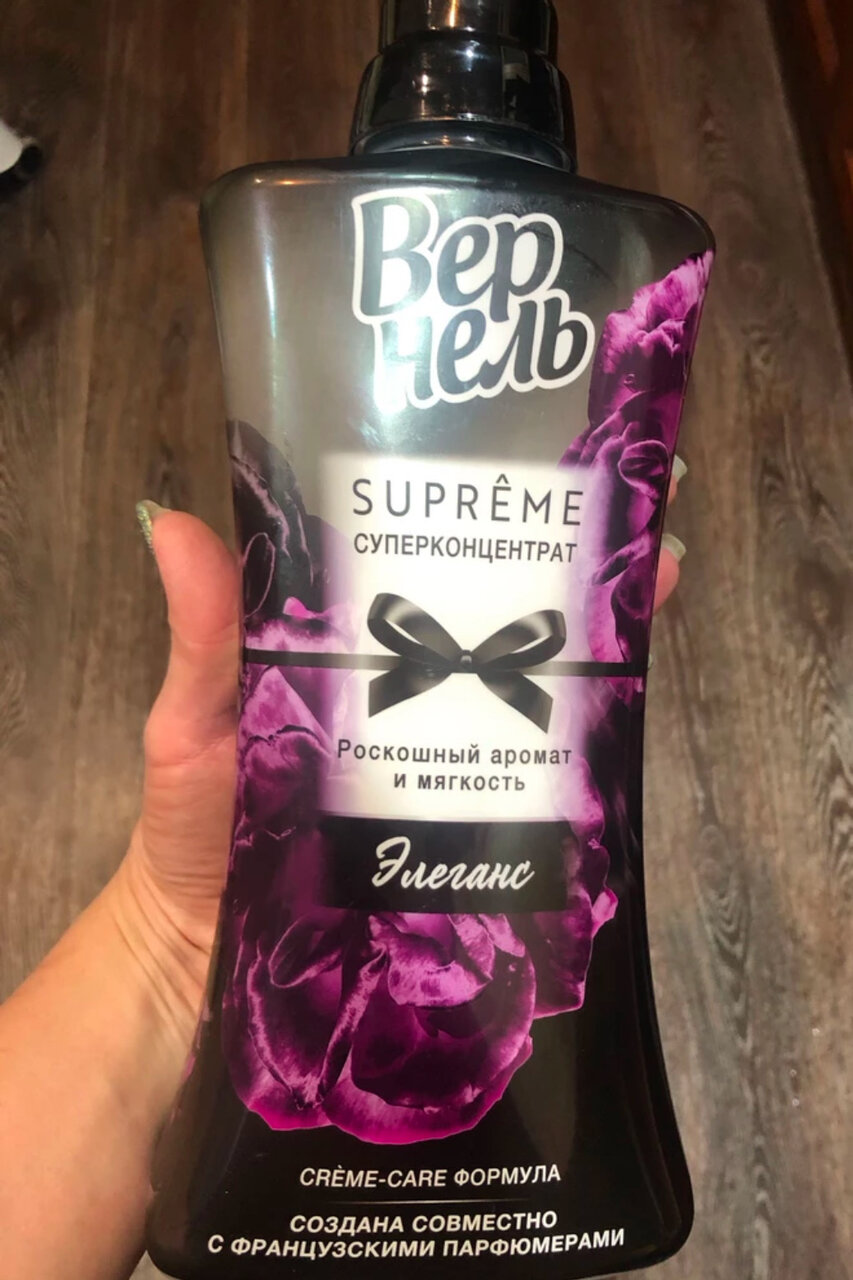 Вер
нель
SUPRÊME
СУПЕРКОНЦЕНТРАТ
Роскошный аромат
и мягкость
Элеганс
CRÈME-CARE ФОРМУЛА
СОЗДАНА СОВМЕСТНО
С ФРАНЦУЗСКИМИ ПАРФЮМЕРАМИ